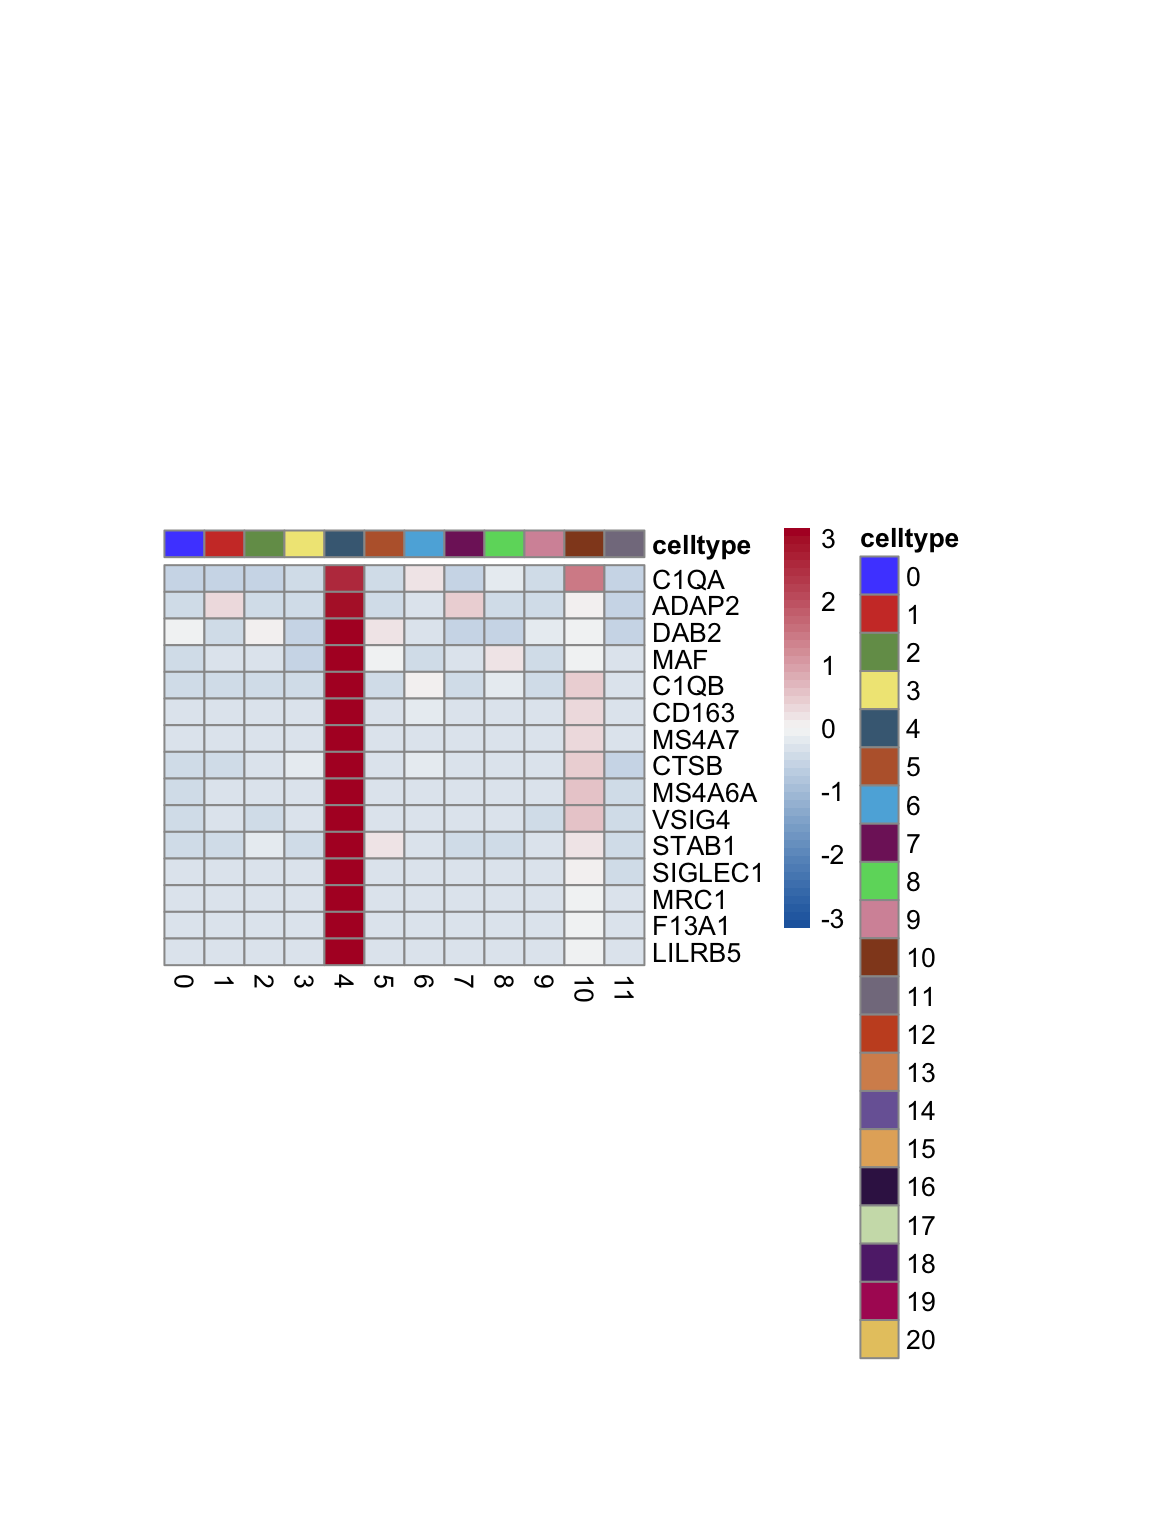 celltype
C1QA
ADAP2
DAB2
MAF
C1QB
CD163
MS4A7
CTSB
MS4A6A
VSIG4
STAB1
SIGLEC1
MRC1
F13A1
LILRB5
0 1 2 3 4 5 6 7 8 9 10 11
3
2
1
0
-1
-2
-3
celltype
0
1
2
3
4
5
6
7
8
9
10
11
12
13
14
15
16
17
18
19
20